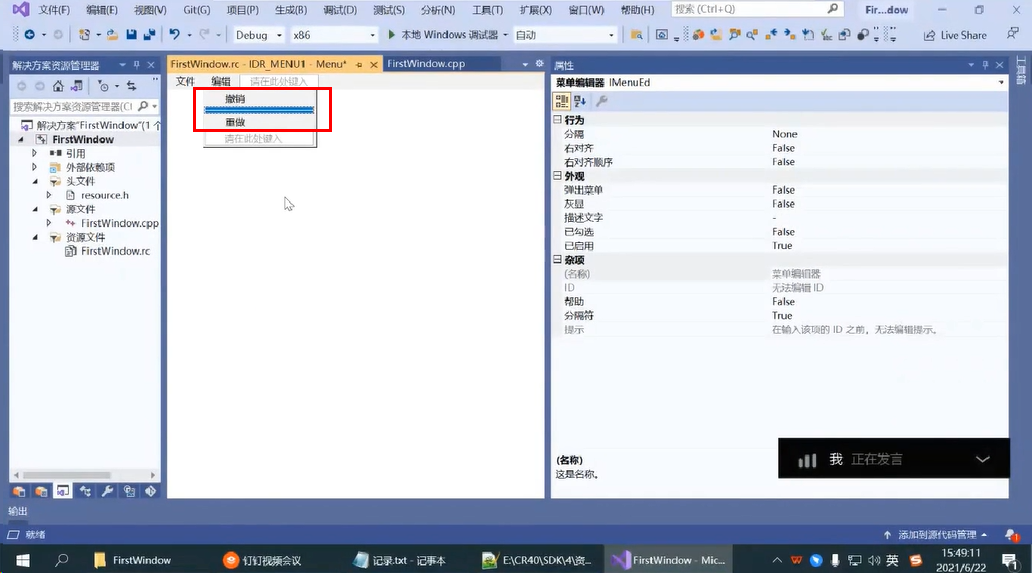 文件(F) 编辑(E) 视图(V) Git(G) 项目(P) 生成(B) 调试(D) 测试(S) 分析(N) 工具(T) 扩展(X) 窗口(W) 帮助(H) 搜索 (Ctrl+Q) Fir...dow
Debug x86 本地 Windows 调试器 自动 Live Share
解决方案资源管理器
搜索解决方案资源管理器(Ct
解决方案"FirstWindow"(1 个
FirstWindow
引用
外部依赖项
头文件
resource.h
源文件
FirstWindow.cpp
资源文件
FirstWindow.rc
FirstWindow.rc - IDR_MENU1 - Menu* FirstWindow.cpp
文件 编辑 请在此处键入
撤销
重做
请在此处键入
属性
菜单编辑器 IMenuEd
行为
分隔 None
右对齐 False
右对齐顺序 False
外观
弹出菜单 False
灰显 False
描述文字 -
已勾选 False
已启用 True
杂项
(名称) 菜单编辑器
ID 无法编辑 ID
帮助 False
分隔符 True
提示 在输入该项的 ID 之前，无法编辑提示。
(名称)
这是名称。
我 正在发言
工具箱
输出
就绪 添加到源代码管理 1
FirstWindow 钉钉视频会议 记录.txt - 记事本 E:\CR40\SDK\4\资... FirstWindow - Mic... 英 15:49:11
2021/6/22 1